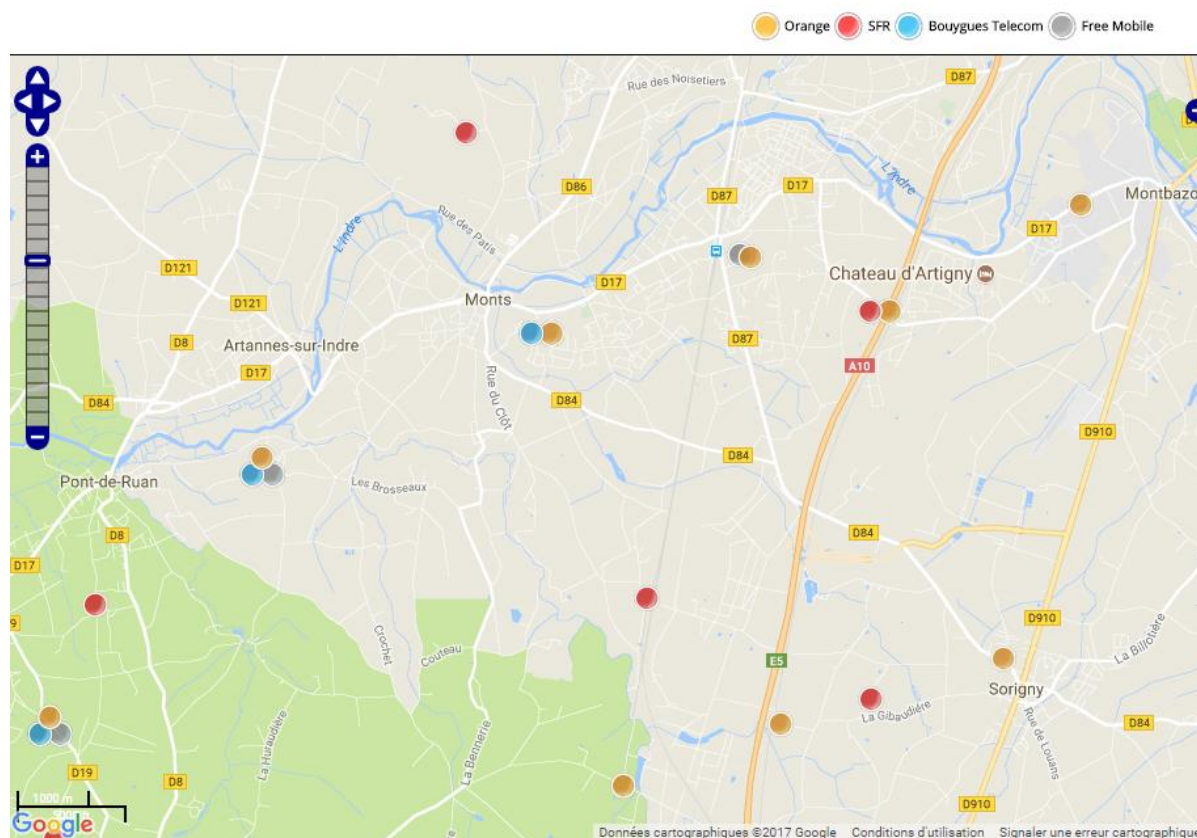 Orange SFR Bouygues Telecom Free Mobile
D87
Rue des Noisetiers
D86
D87
D17
L'Indre
Montbazo
D17
Rue des Patis
L'Indre
D121
Chateau d'Artigny
D17
Monts
D121
D87
D8
Artannes-sur-Indre
A10
D17
Rue du Clôt
D84
D84
D910
D84
Pont-de-Ruan
Les Brosseaux
D8
D84
D17
D910
9
La Billotière
Crochet
Couteau
E5
Sorigny
La Gibaudière
D84
Rue de Louans
La Huraudière
La Bennerie
D19
D8
D910
1000 m
Google
Données cartographiques ©2017 Google Conditions d'utilisation Signaler une erreur cartographique